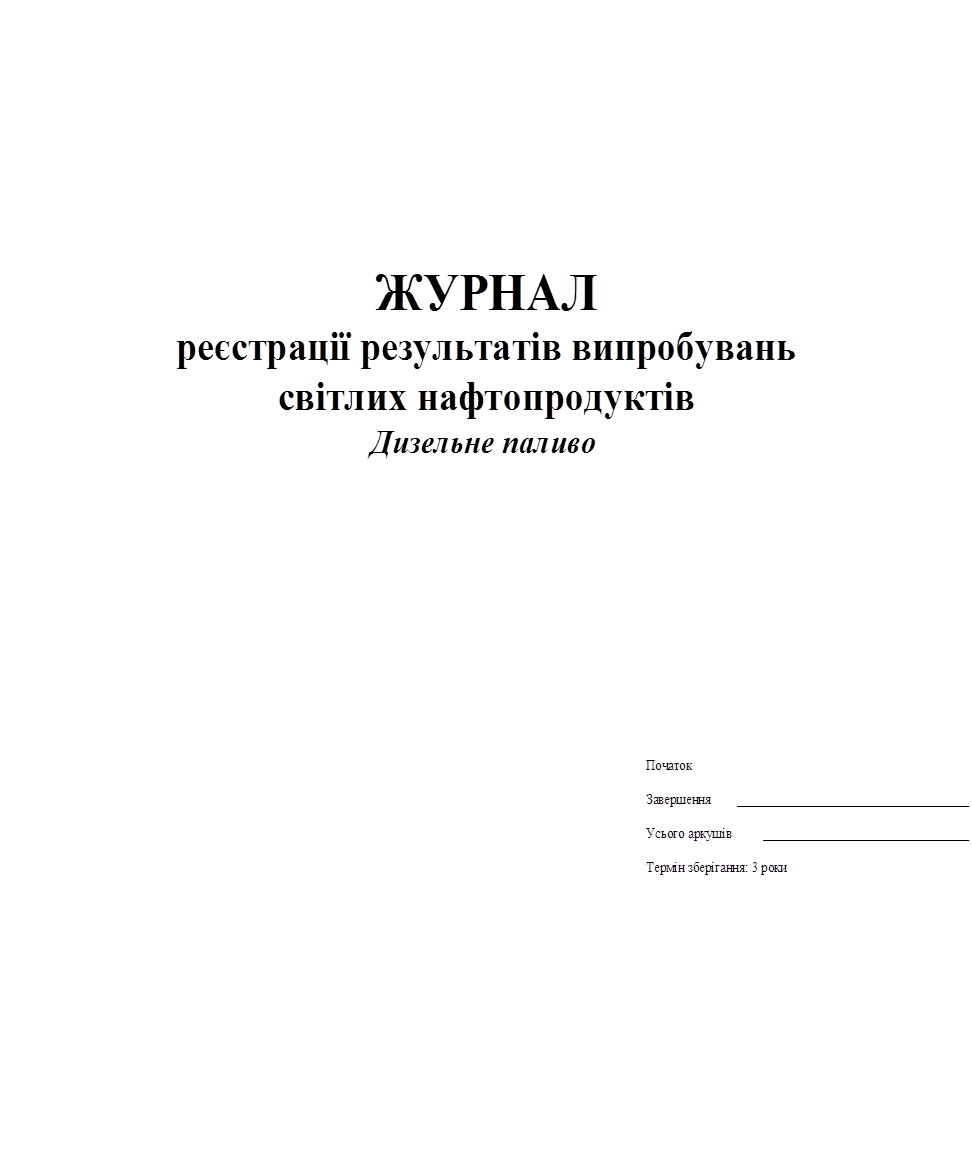 ЖУРНАЛ
реєстрації результатів випробувань
світлих нафтопродуктів
Дизельне паливо
Початок
Завершення
Усього аркушів
Термін зберігання: 3 роки